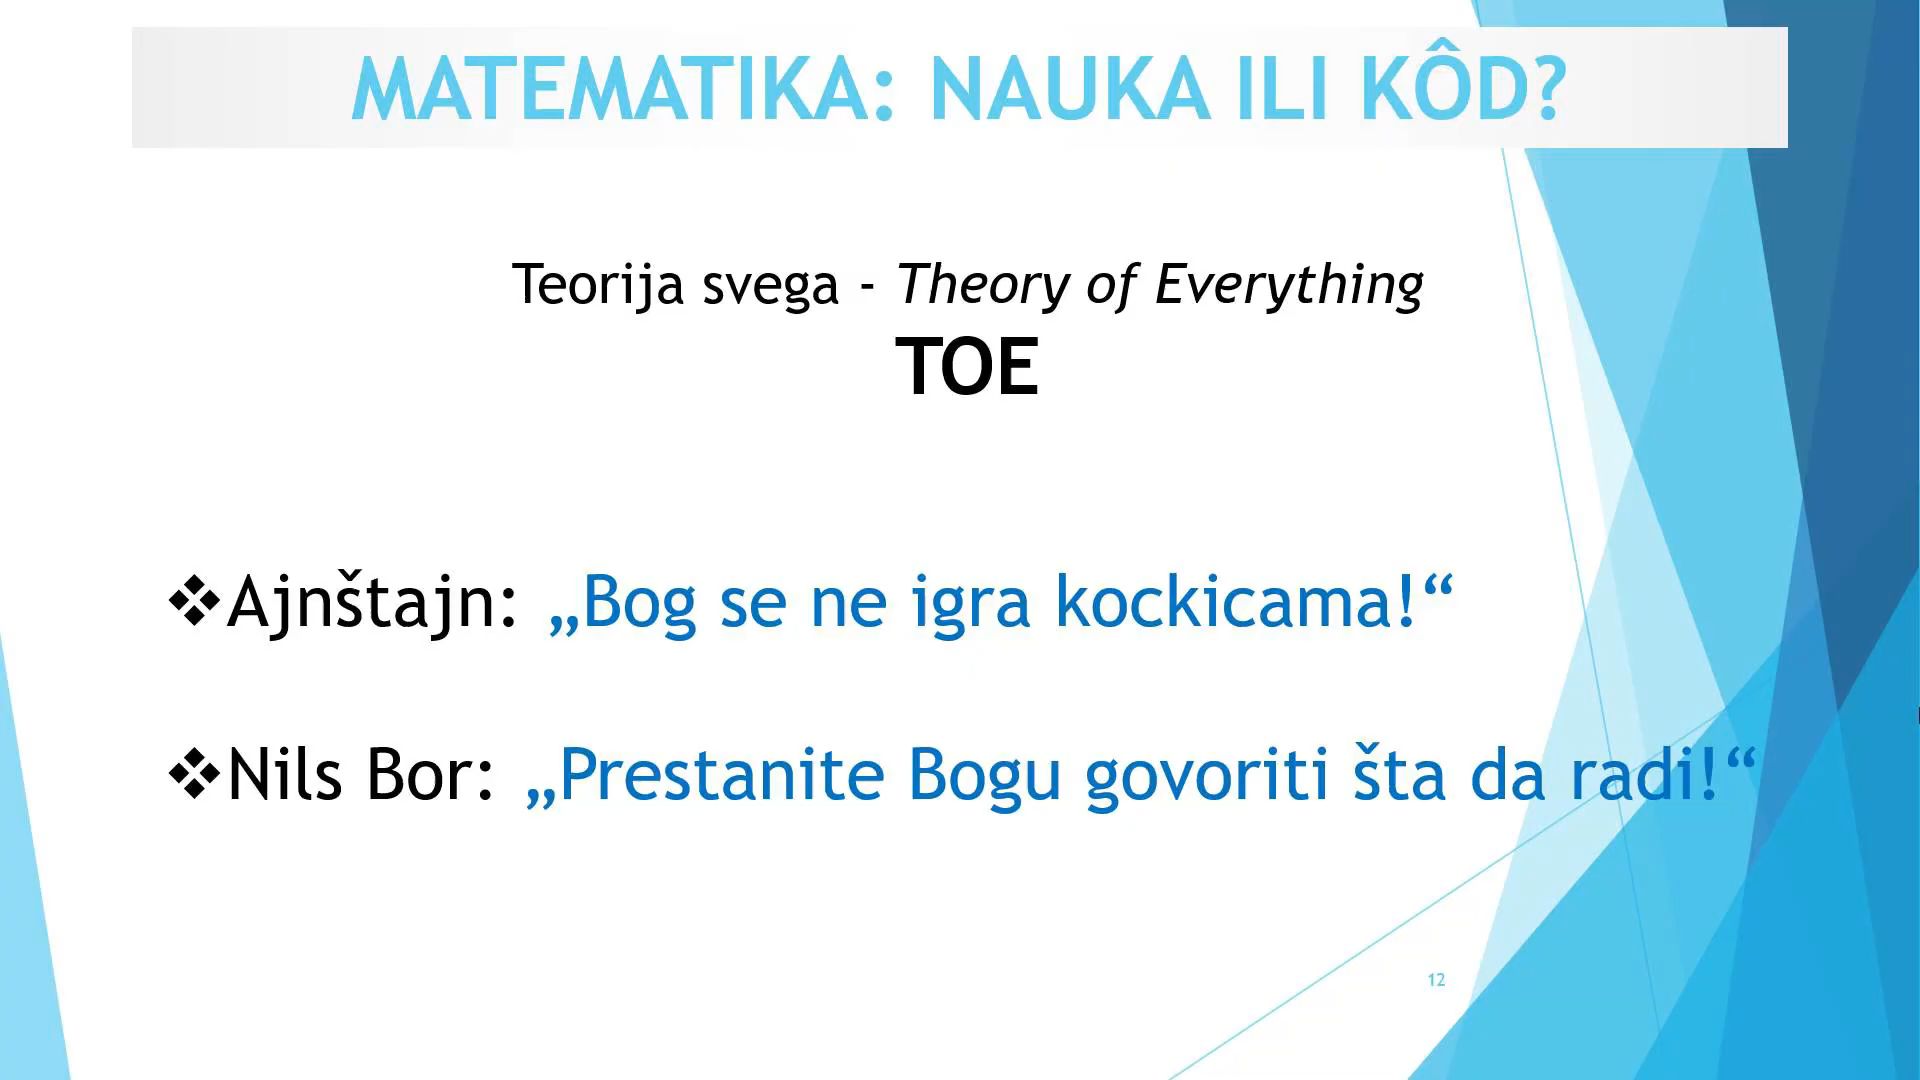 MATEMATIKA: NAUKA ILI KÔD?
Teorija svega - Theory of Everything
TOE
❖Ajnštajn: „Bog se ne igra kockicama!“
❖Nils Bor: „Prestanite Bogu govoriti šta da radi!“
12